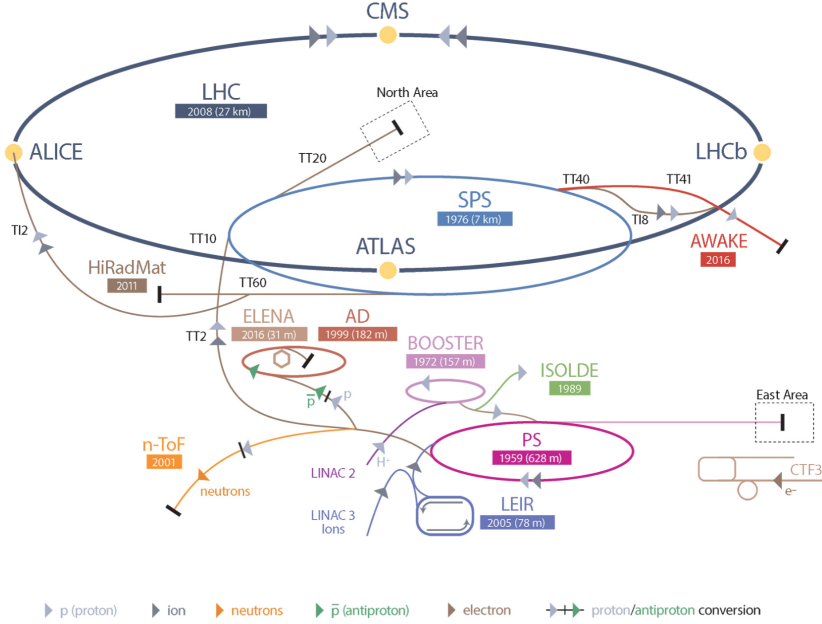 CMS
LHC
2008 (27 km)
North Area
ALICE
TT20
LHCb
TT40
TT41
SPS
1976 (7 km)
TI2
TT10
TI8
ATLAS
AWAKE
2016
HiRadMat
2011
TT60
ELENA
2016 (31 m)
AD
1999 (182 m)
TT2
BOOSTER
1972 (157 m)
ISOLDE
1989
p̅
p
East Area
n-ToF
2001
PS
1959 (628 m)
LINAC 2
H⁺
neutrons
CTF3
e⁻
LINAC 3
Ions
LEIR
2005 (78 m)
p (proton)
ion
neutrons
p̅ (antiproton)
electron
proton/antiproton conversion